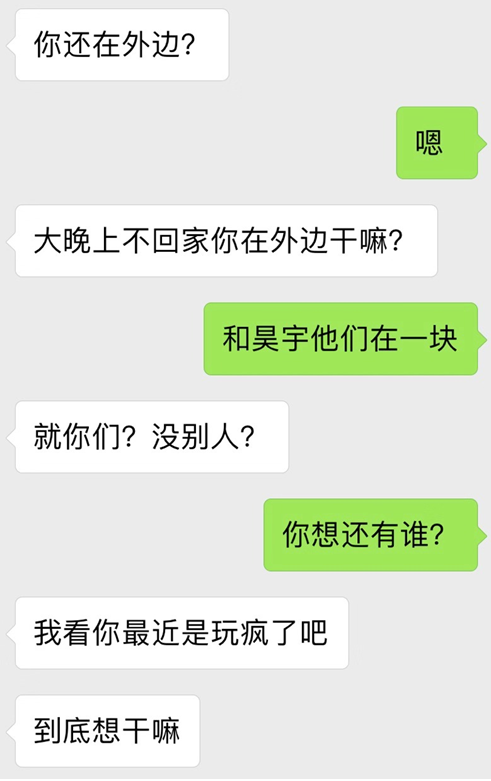 你还在外边？
嗯
大晚上不回家你在外边干嘛？
和昊宇他们在一块
就你们？没别人？
你想还有谁？
我看你最近是玩疯了吧
到底想干嘛